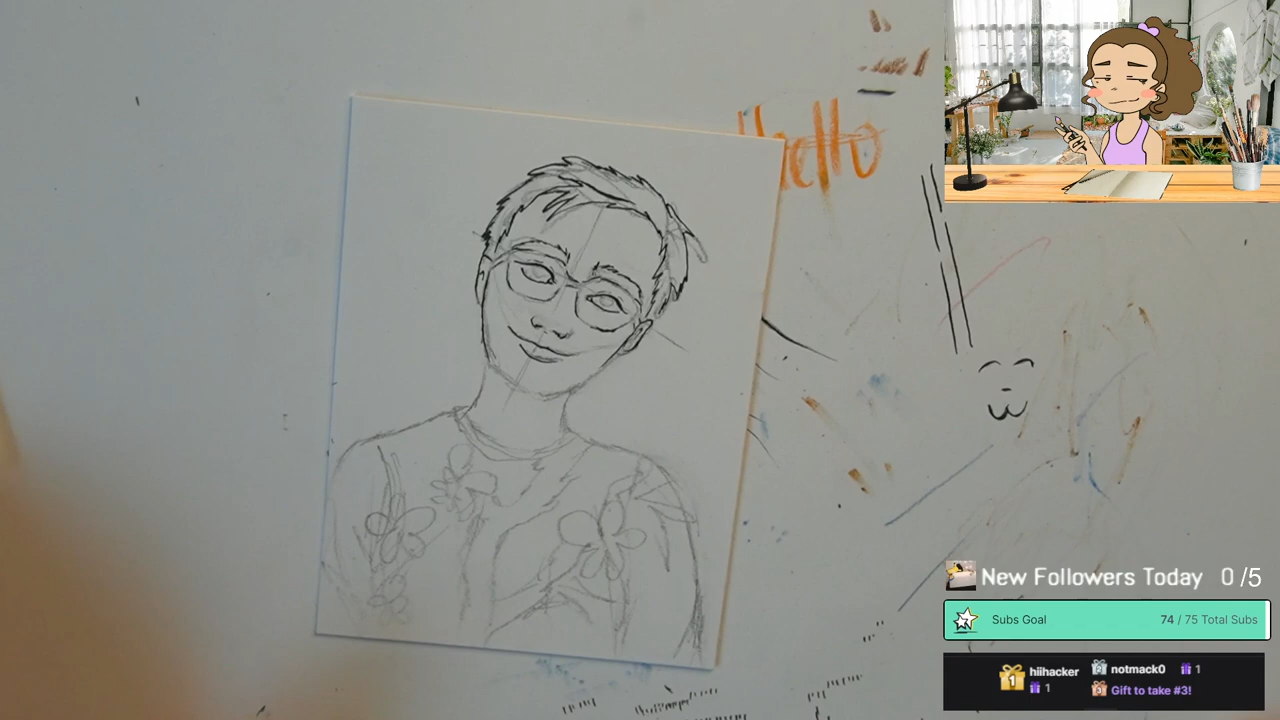 Hello
New Followers Today 0 /5
Subs Goal 74 / 75 Total Subs
1 hiihacker 1
notmack0 1
Gift to take #3!